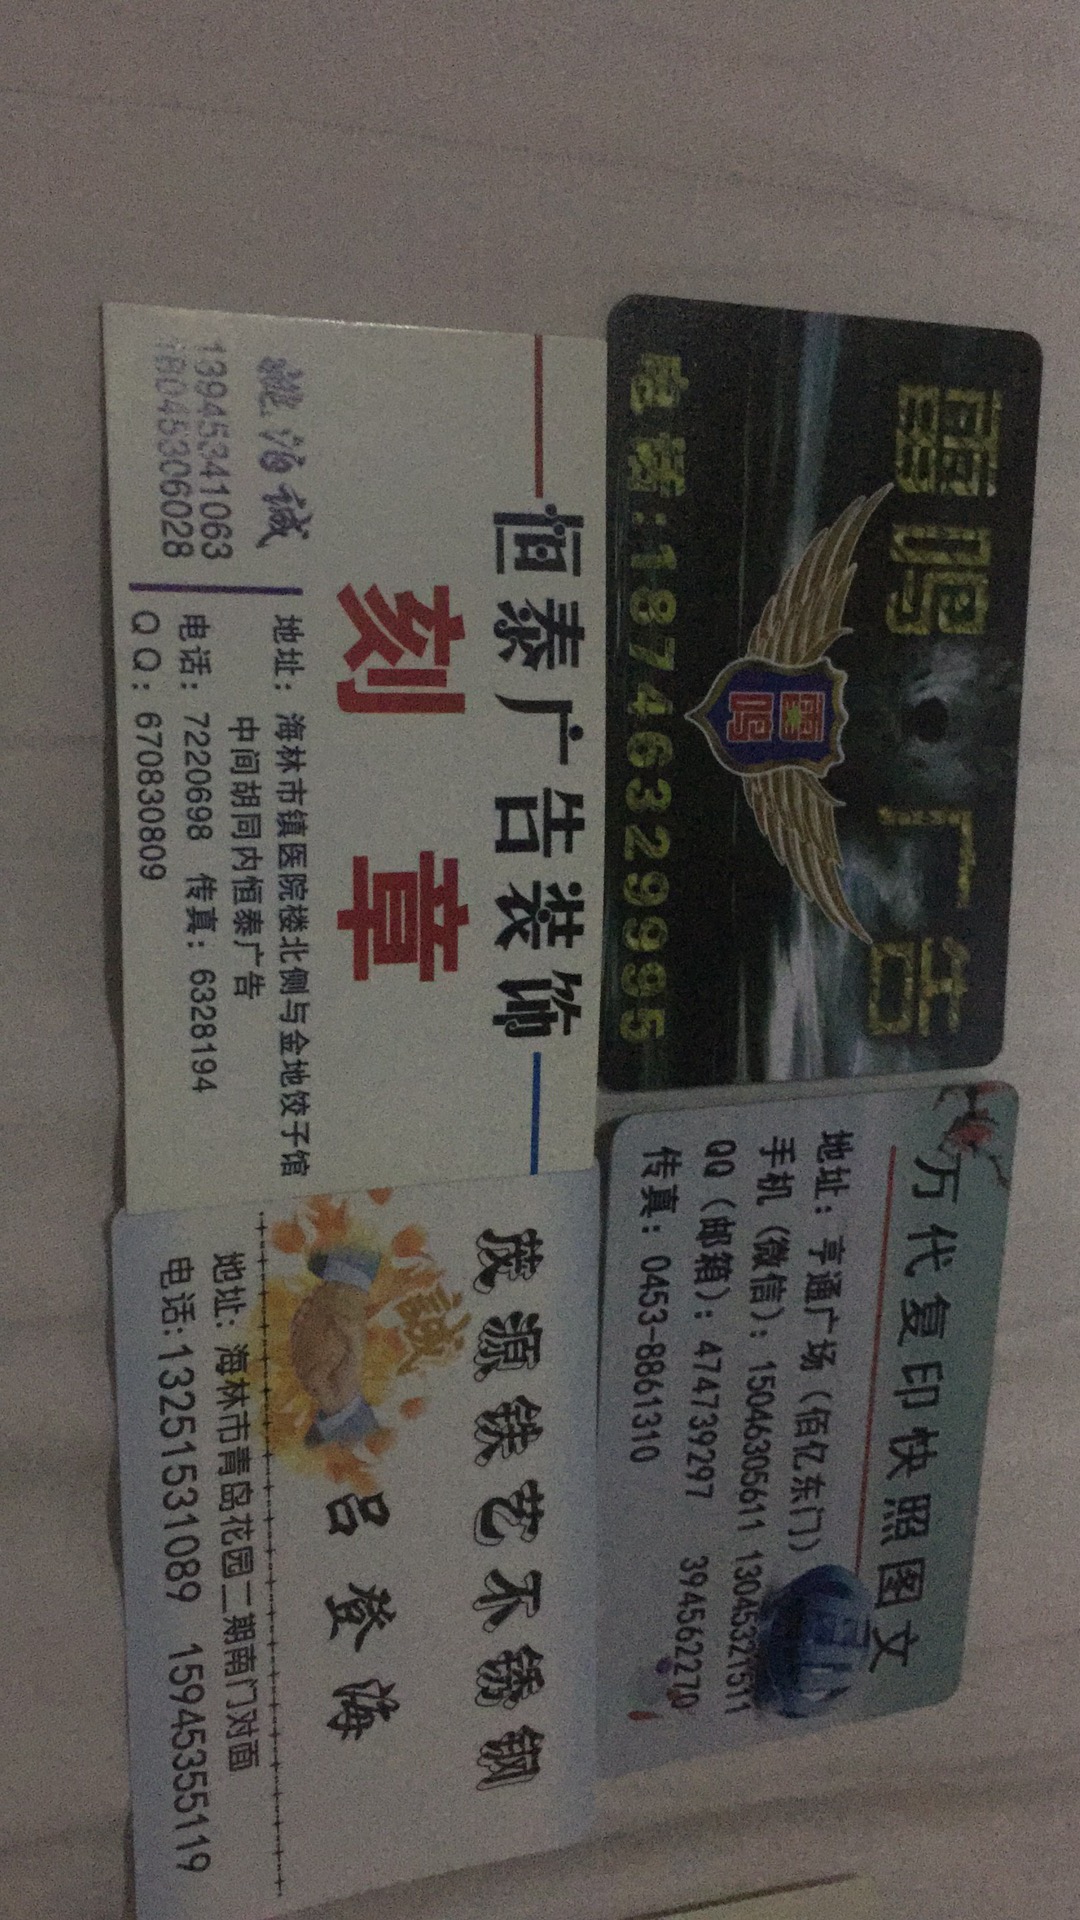 雷鸣 广告
雷鸣
电话:18746329995
恒泰广告装饰
刻 章
海诚
13945341063
18045306028
地址：海林市镇医院楼北侧与金地饺子馆
中间胡同内恒泰广告
电话：7220698 传真：6328194
QQ：670830809
万代复印快照图文
地址：亨通广场（佰亿东门）
手机（微信）：15046305611 13045321511
QQ（邮箱）：474739297 394562270
传真：0453-8861310
茂源铁艺不锈钢
誠
吕登海
地址：海林市青岛花园二期南门对面
电话:13251531089 15945355119